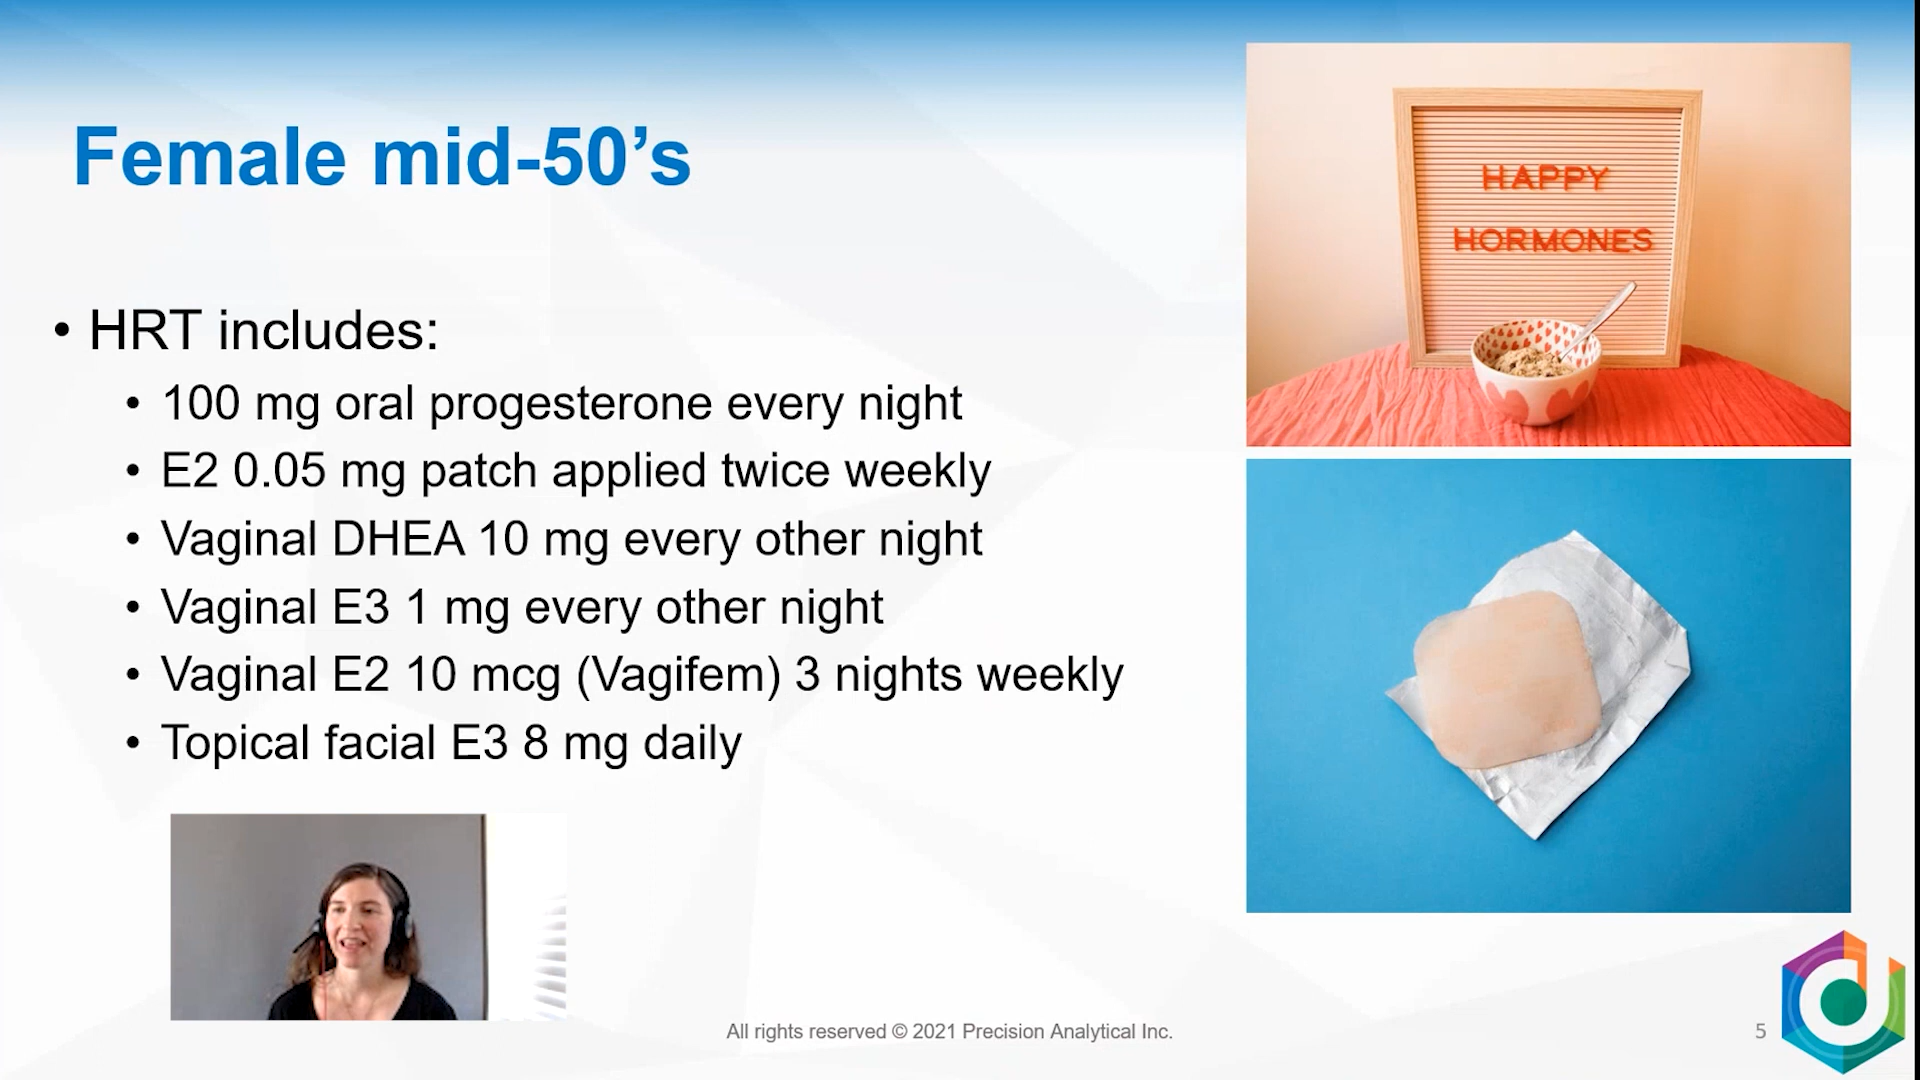 Female mid-50’s
• HRT includes:
• 100 mg oral progesterone every night
• E2 0.05 mg patch applied twice weekly
• Vaginal DHEA 10 mg every other night
• Vaginal E3 1 mg every other night
• Vaginal E2 10 mcg (Vagifem) 3 nights weekly
• Topical facial E3 8 mg daily
HAPPY
HORMONES
All rights reserved © 2021 Precision Analytical Inc.
5